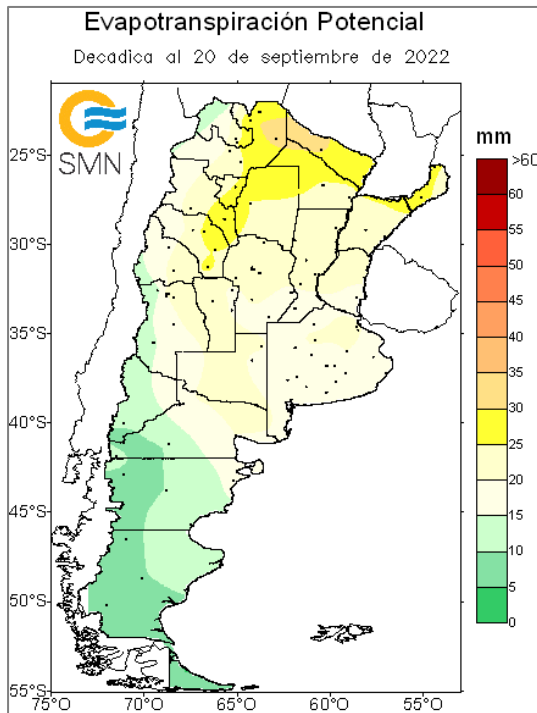 Evapotranspiración Potencial
Decádica al 20 de septiembre de 2022
SMN
mm
>60
60
55
50
45
40
35
30
25
20
15
10
5
0
25°S
30°S
35°S
40°S
45°S
50°S
55°S
75°O 70°O 65°O 60°O 55°O